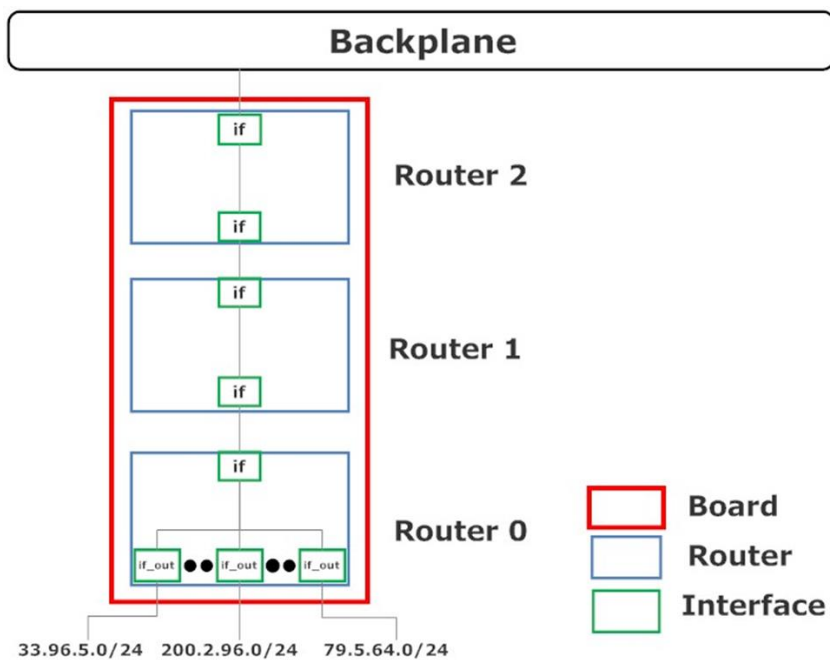 Backplane
if
Router 2
if
if
Router 1
if
if
Router 0
if_out if_out if_out
33.96.5.0/24 200.2.96.0/24 79.5.64.0/24
Board
Router
Interface